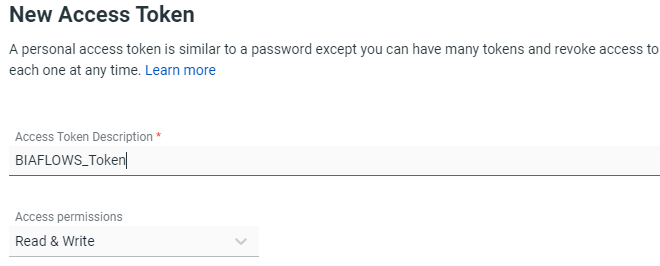 New Access Token
A personal access token is similar to a password except you can have many tokens and revoke access to
each one at any time. Learn more
Access Token Description *
BIAFLOWS_Token
Access permissions
Read & Write